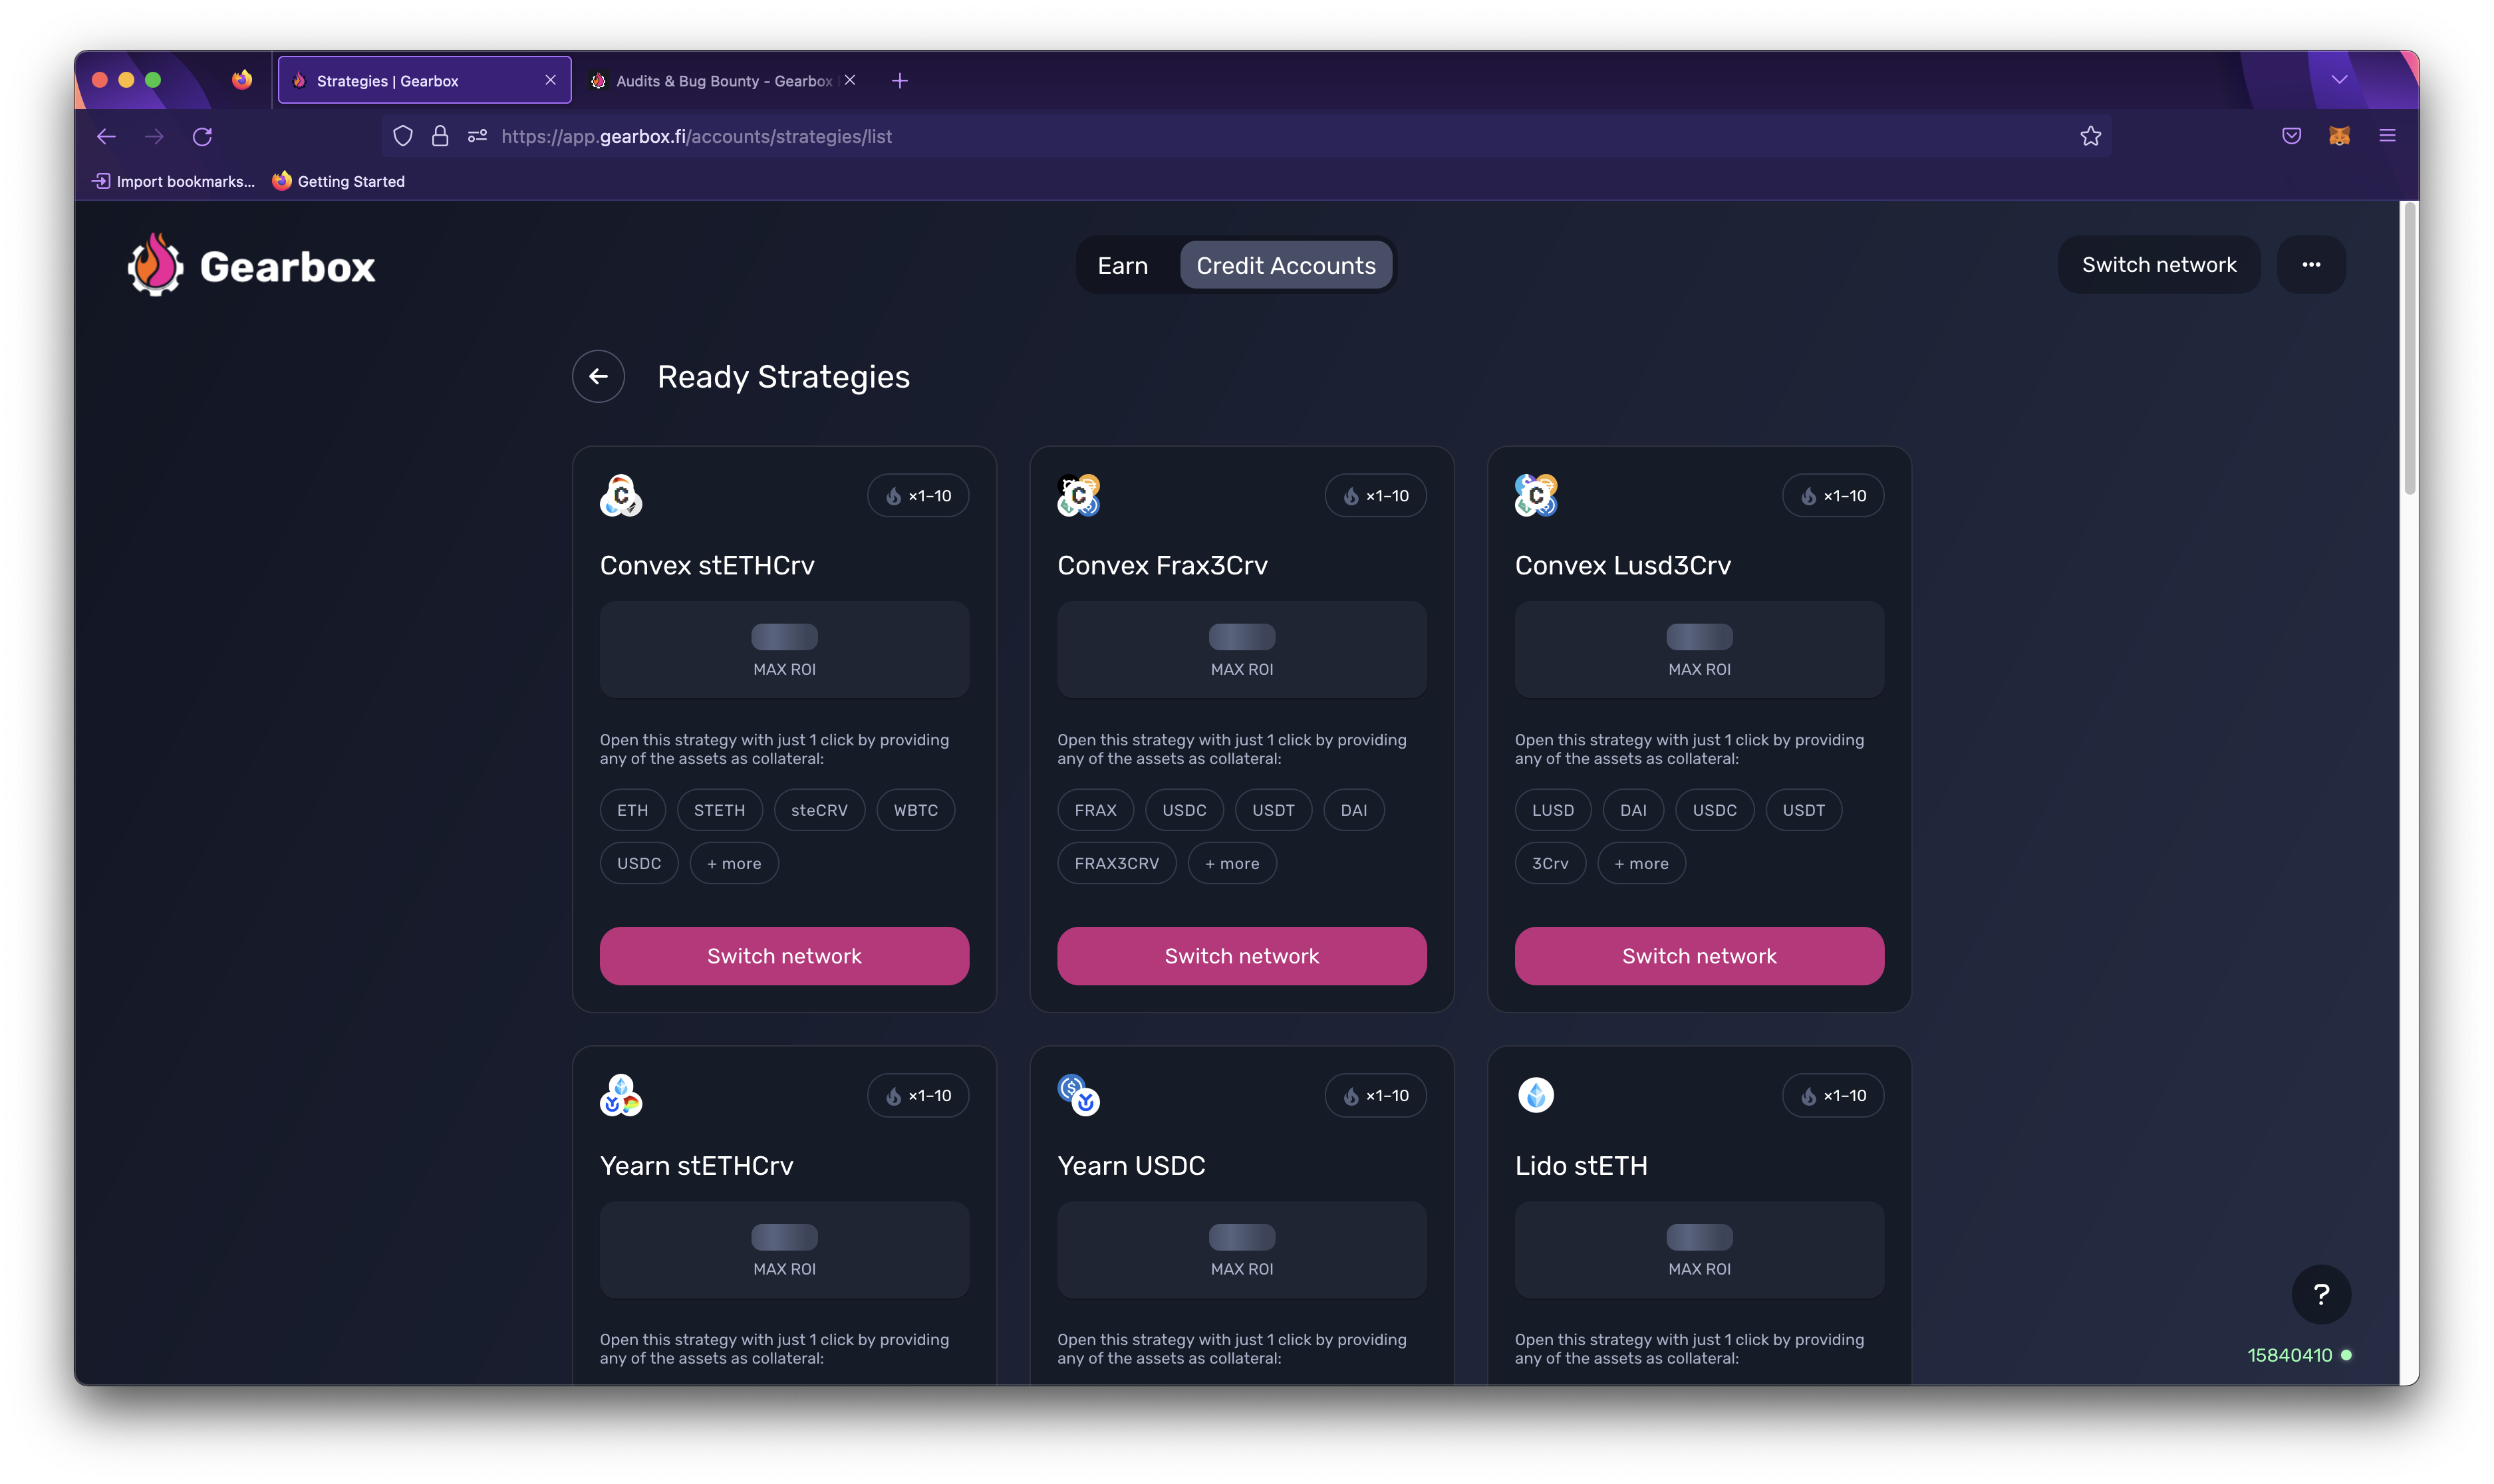 Strategies | Gearbox
Audits & Bug Bounty - Gearbox
https://app.gearbox.fi/accounts/strategies/list
Import bookmarks...
Getting Started
Gearbox
Earn
Credit Accounts
Switch network
Ready Strategies
×1–10
×1–10
×1–10
Convex stETHCrv
Convex Frax3Crv
Convex Lusd3Crv
MAX ROI
MAX ROI
MAX ROI
Open this strategy with just 1 click by providing
any of the assets as collateral:
Open this strategy with just 1 click by providing
any of the assets as collateral:
Open this strategy with just 1 click by providing
any of the assets as collateral:
ETH STETH steCRV WBTC
USDC + more
FRAX USDC USDT DAI
FRAX3CRV + more
LUSD DAI USDC USDT
3Crv + more
Switch network
Switch network
Switch network
×1–10
×1–10
×1–10
Yearn stETHCrv
Yearn USDC
Lido stETH
MAX ROI
MAX ROI
MAX ROI
Open this strategy with just 1 click by providing
any of the assets as collateral:
Open this strategy with just 1 click by providing
any of the assets as collateral:
Open this strategy with just 1 click by providing
any of the assets as collateral:
?
15840410